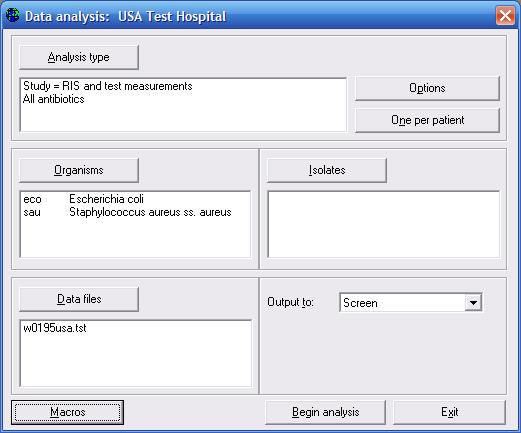 Data analysis: USA Test Hospital
Analysis type
Study = RIS and test measurements
All antibiotics
Options
One per patient
Organisms
eco Escherichia coli
sau Staphylococcus aureus ss. aureus
Isolates
Data files
w0195usa.tst
Output to: Screen
Macros
Begin analysis
Exit